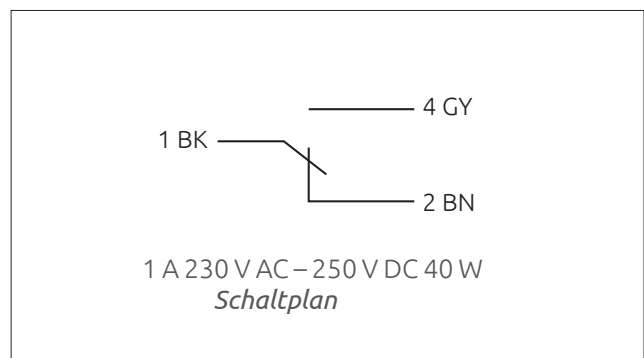 4 GY
1 BK
2 BN
1 A 230 V AC – 250 V DC 40 W
Schaltplan